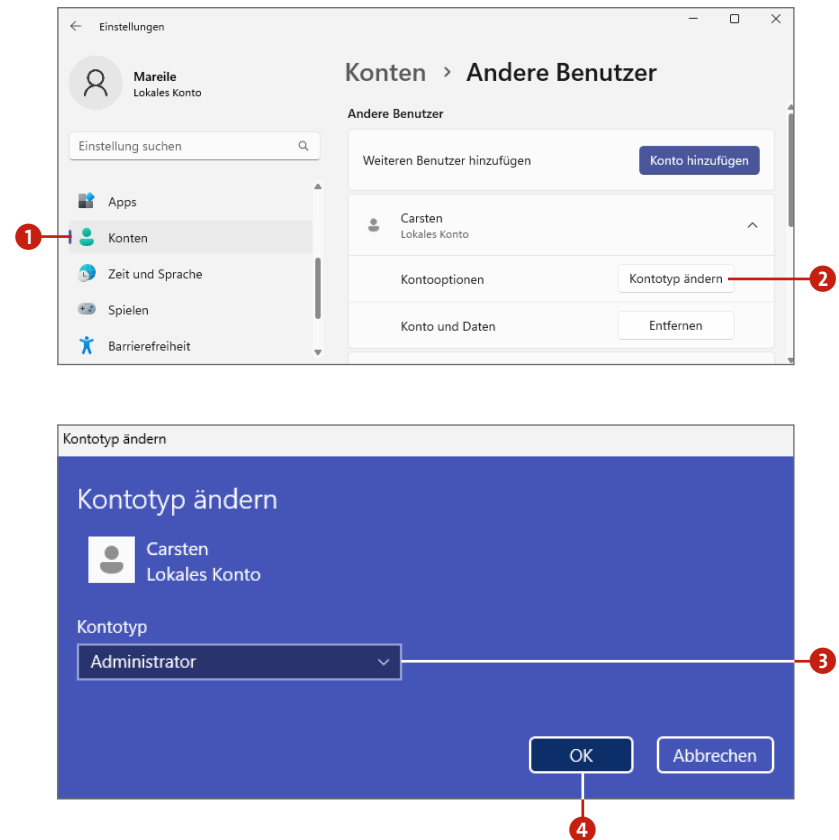 ← Einstellungen
Mareile
Lokales Konto
Einstellung suchen
Apps
1
Konten
Zeit und Sprache
Spielen
Barrierefreiheit
Konten > Andere Benutzer
Andere Benutzer
Weiteren Benutzer hinzufügen Konto hinzufügen
Carsten
Lokales Konto
Kontooptionen Kontotyp ändern 2
Konto und Daten Entfernen
Kontotyp ändern
Kontotyp ändern
Carsten
Lokales Konto
Kontotyp
Administrator 3
OK Abbrechen
4